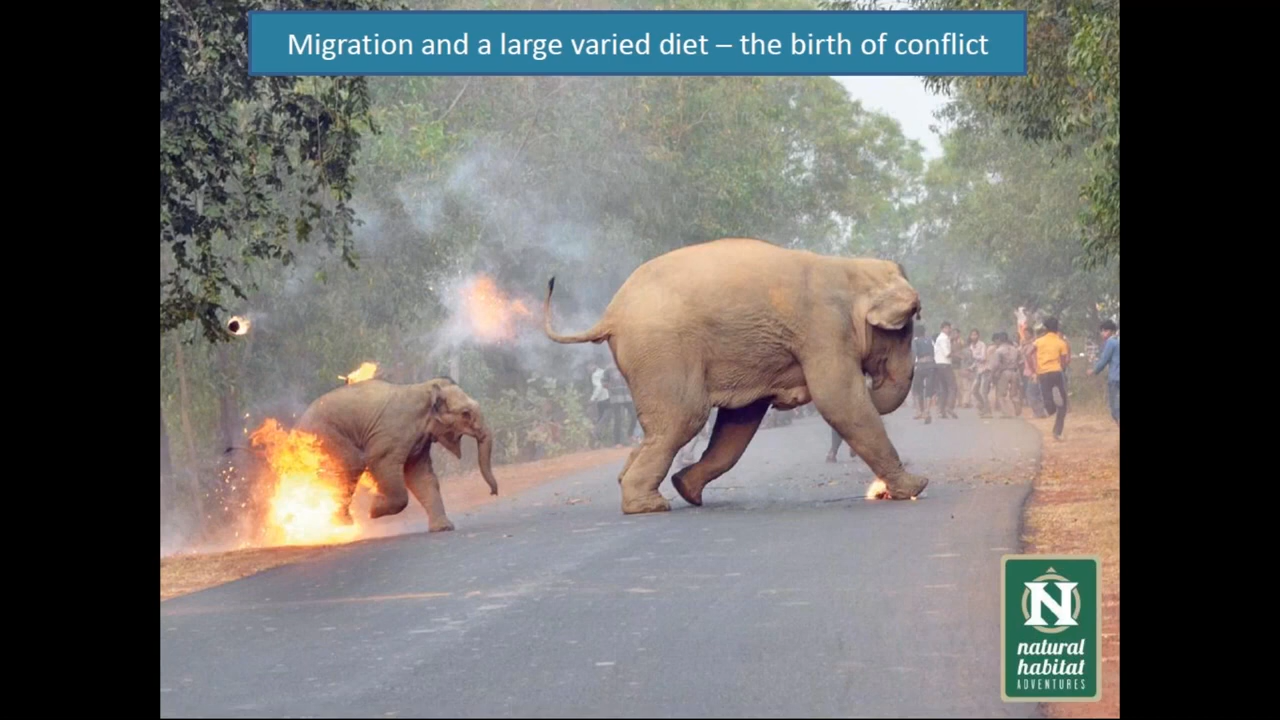 Migration and a large varied diet – the birth of conflict
N
natural
habitat
ADVENTURES